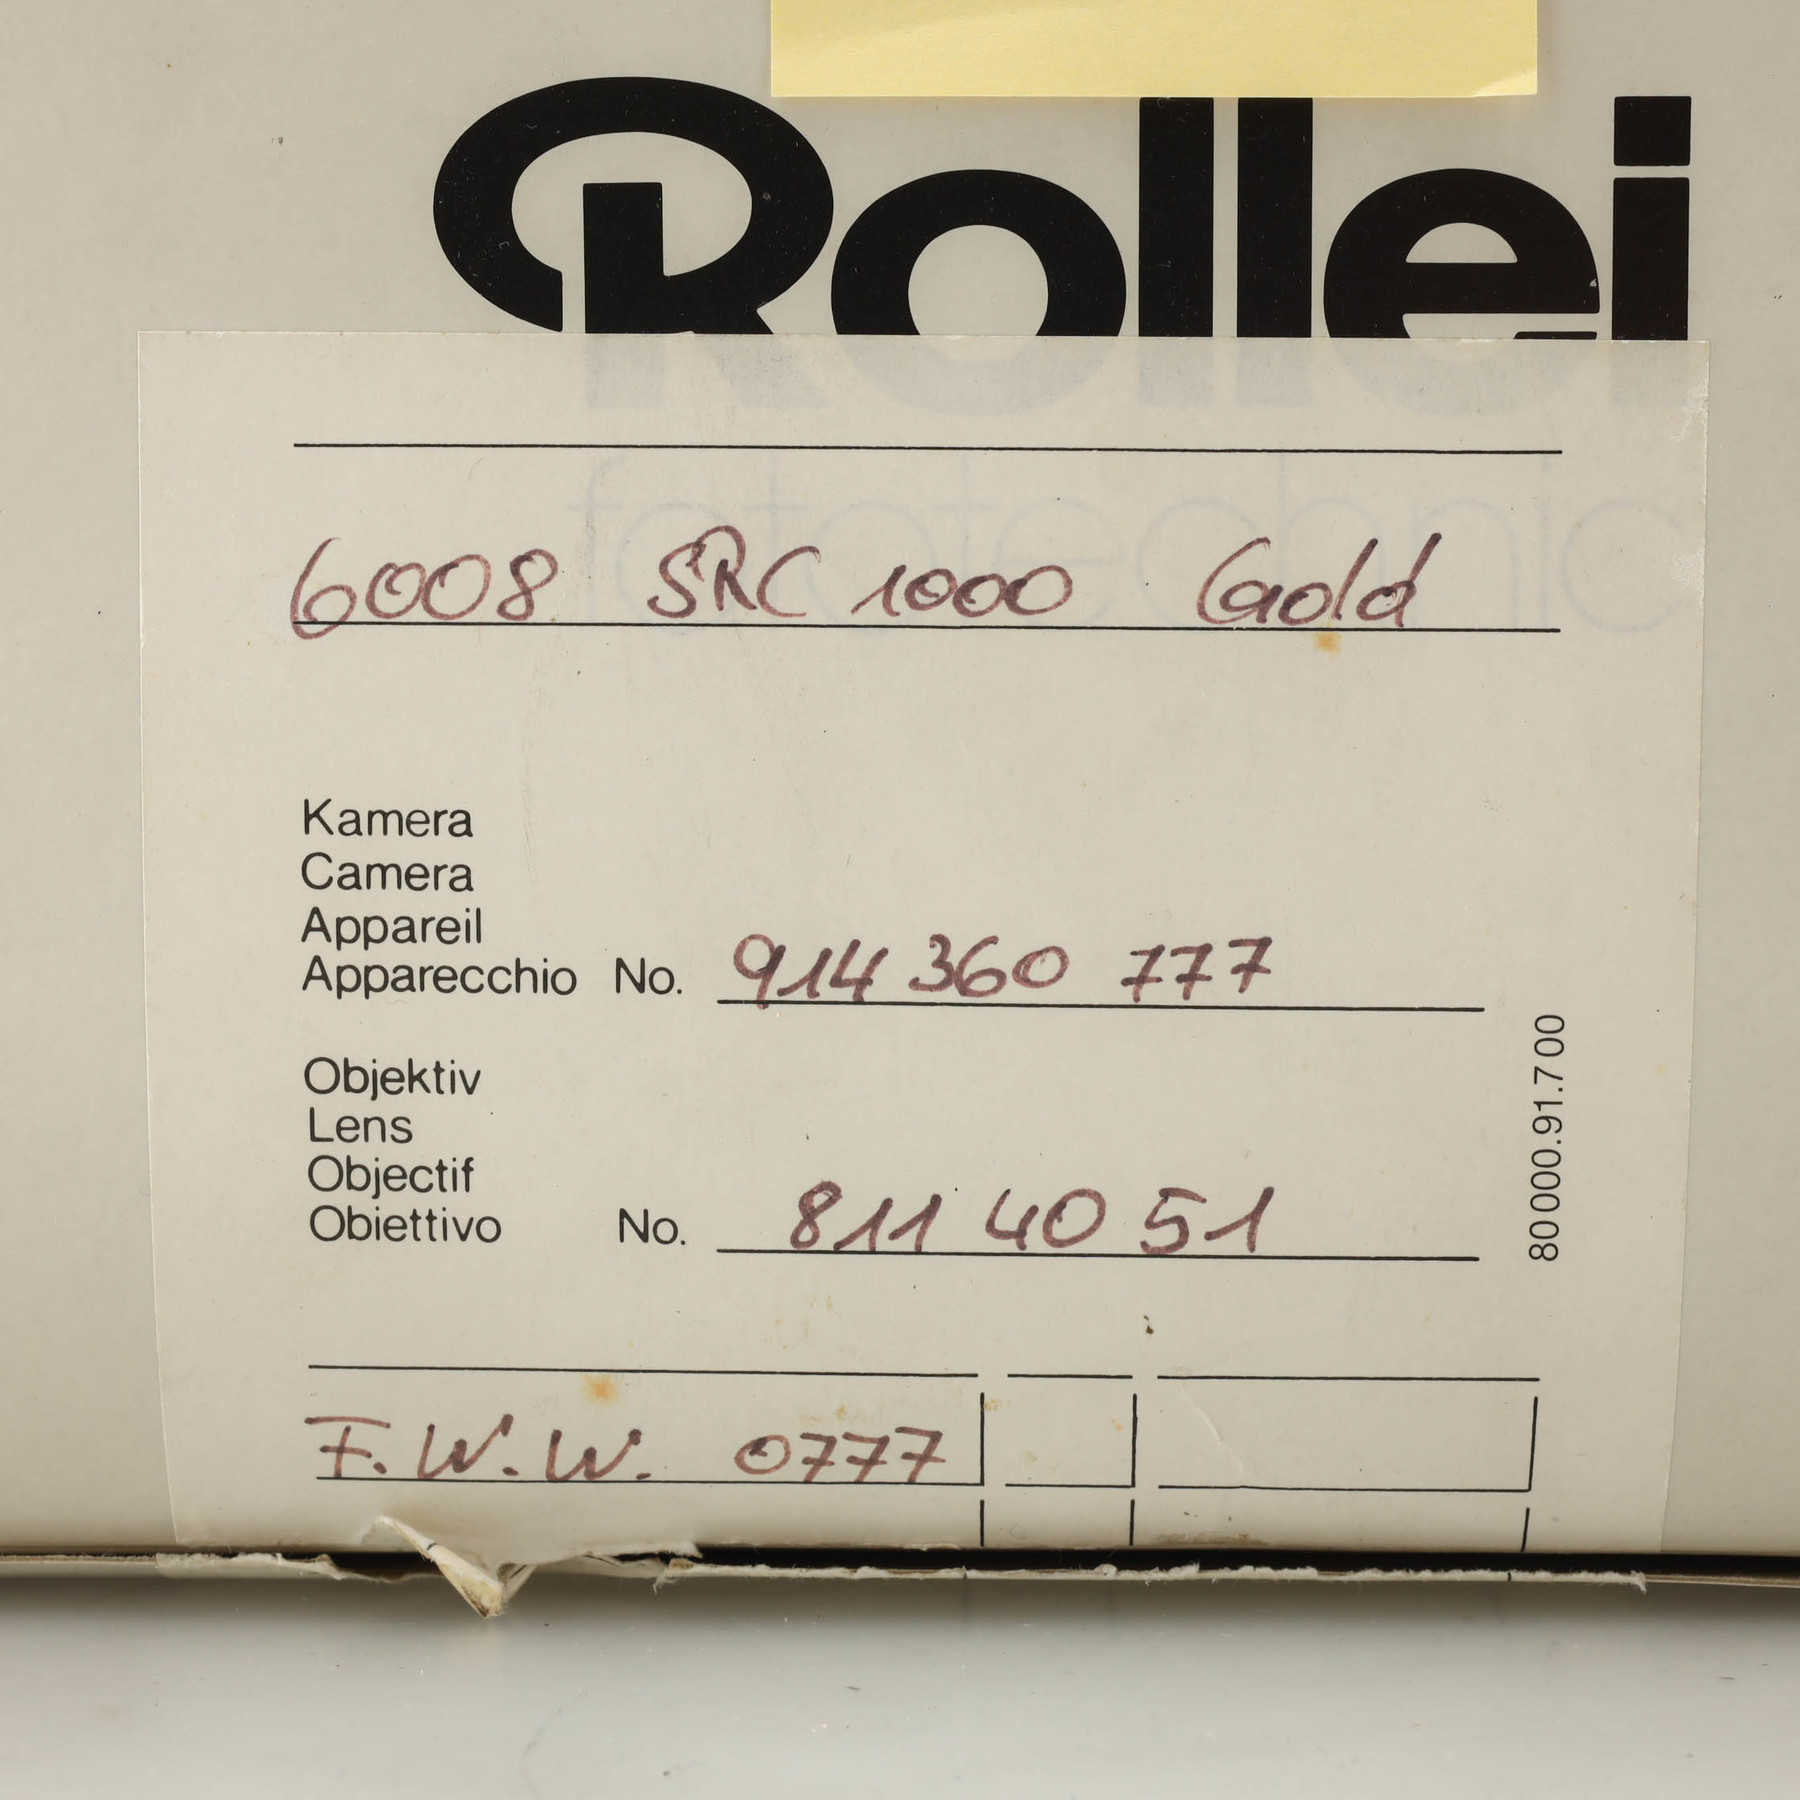 Rollei
fototechnic
6008 SRC 1000 Gold
Kamera
Camera
Appareil
Apparecchio No. 914 360 777
Objektiv
Lens
Objectif
Obiettivo No. 811 40 51
80000.91.700
F.W.W. 0777